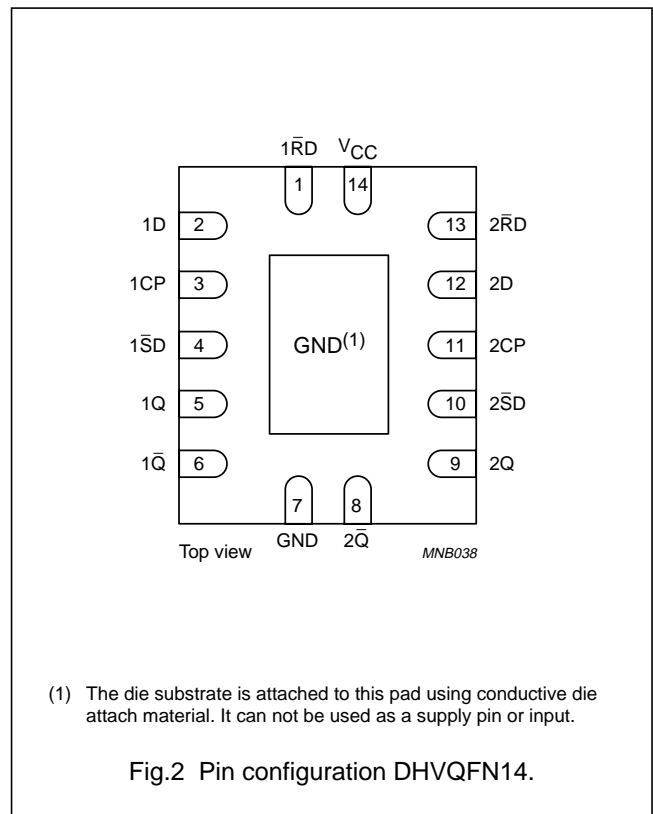 1R̅D VCC
1 14
1D 2 13 2R̅D
1CP 3 12 2D
1S̅D 4 GND(1) 11 2CP
1Q 5 10 2S̅D
1Q̅ 6 9 2Q
7 8
Top view GND 2Q̅ MNB038
(1) The die substrate is attached to this pad using conductive die
attach material. It can not be used as a supply pin or input.
Fig.2 Pin configuration DHVQFN14.